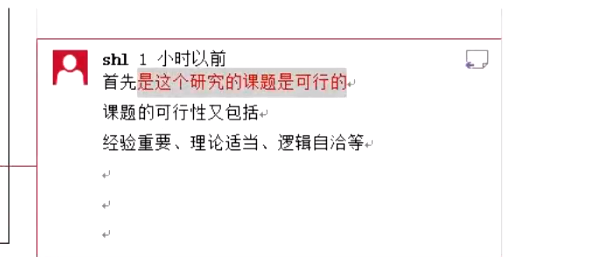 shl 1 小时以前
首先是这个研究的课题是可行的
课题的可行性又包括
经验重要、理论适当、逻辑自洽等